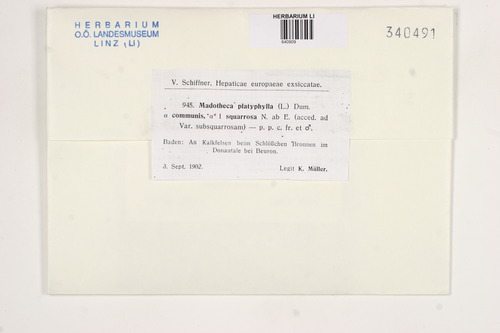 HERBARIUM
O.Ö. LANDESMUSEUM
LINZ (LI)
HERBARIUM LI
340491
V. Schiffner, Hepaticae europaeae exsiccatae.
945. Madotheca platyphylla (L.) Dum.
α communis, *α* 1 squarrosa N. ab E. (acced. ad
Var. subsquarrosam) — p. p. c. fr. et ♂.
Baden: An Kalkfelsen beim Schlößchen Bronnen im
Donautale bei Beuron.
3. Sept. 1902.
Legit K. Müller.